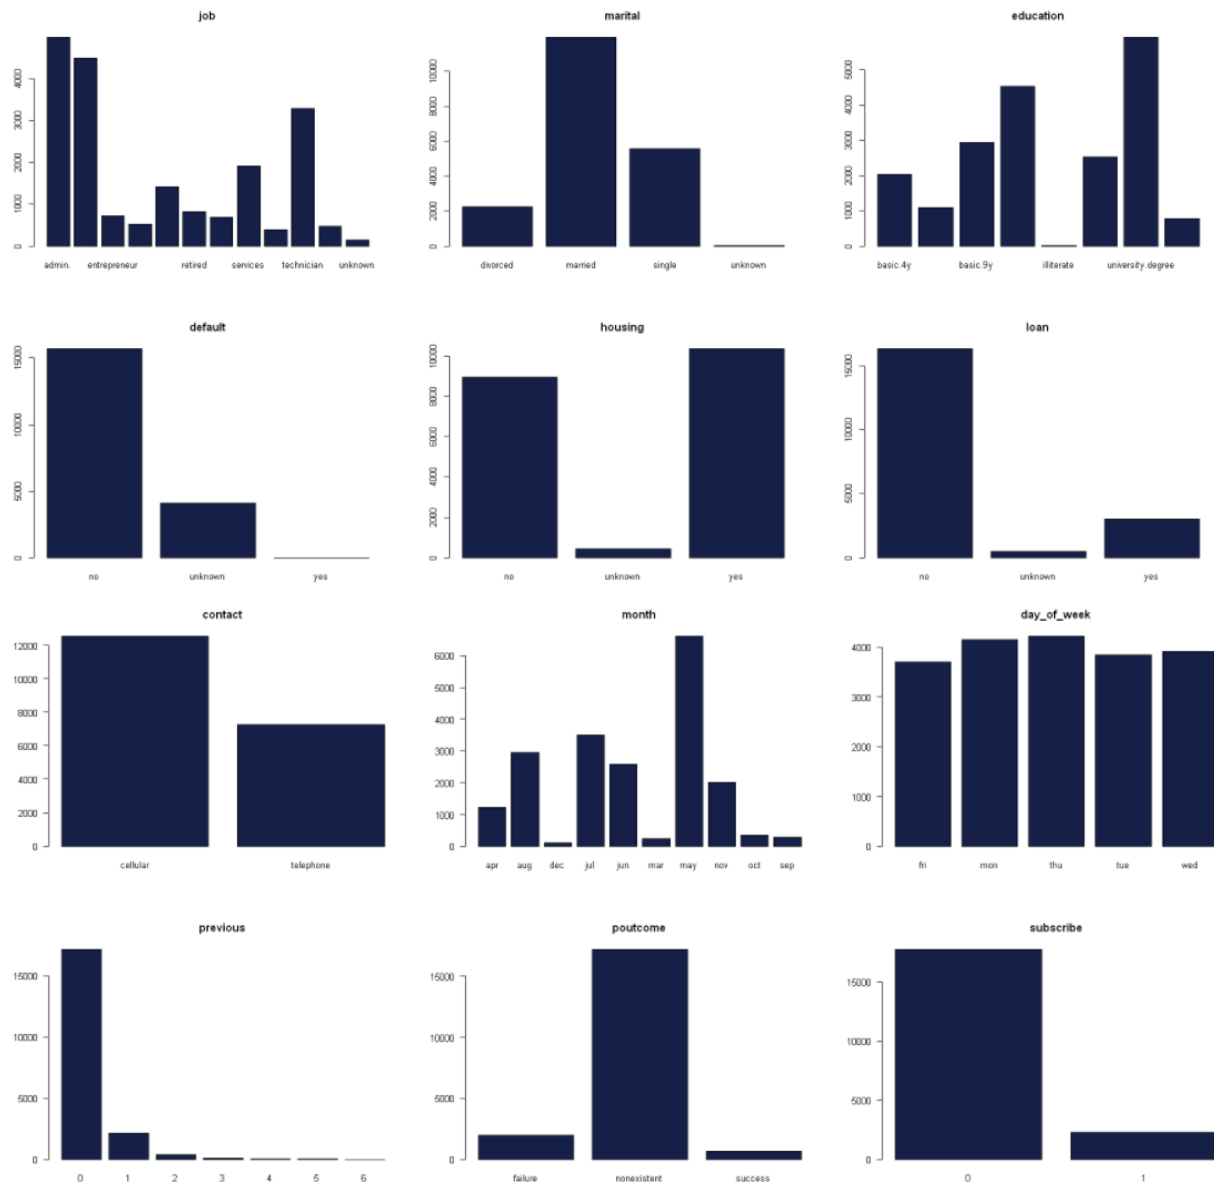 job
4000
3000
2000
1000
0
admin. entrepreneur retired services technician unknown
marital
10000
8000
6000
4000
2000
0
divorced married single unknown
education
5000
4000
3000
2000
1000
0
basic.4y basic.9y illiterate university.degree
default
15000
10000
5000
0
no unknown yes
housing
10000
8000
6000
4000
2000
0
no unknown yes
loan
15000
10000
5000
0
no unknown yes
contact
12000
10000
8000
6000
4000
2000
0
cellular telephone
month
6000
5000
4000
3000
2000
1000
0
apr aug dec jul jun mar may nov oct sep
day_of_week
4000
3000
2000
1000
0
fri mon thu tue wed
previous
15000
10000
5000
0
0 1 2 3 4 5 6
poutcome
15000
10000
5000
0
failure nonexistent success
subscribe
15000
10000
5000
0
0 1